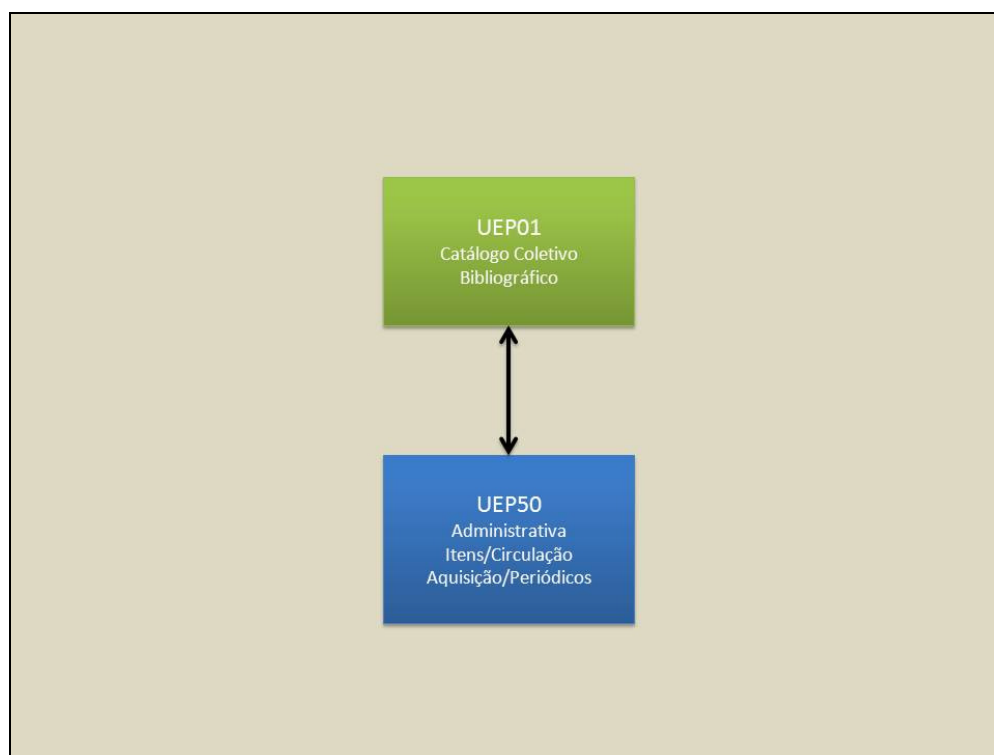 UEP01
Catálogo Coletivo
Bibliográfico
UEP50
Administrativa
Itens/Circulação
Aquisição/Periódicos